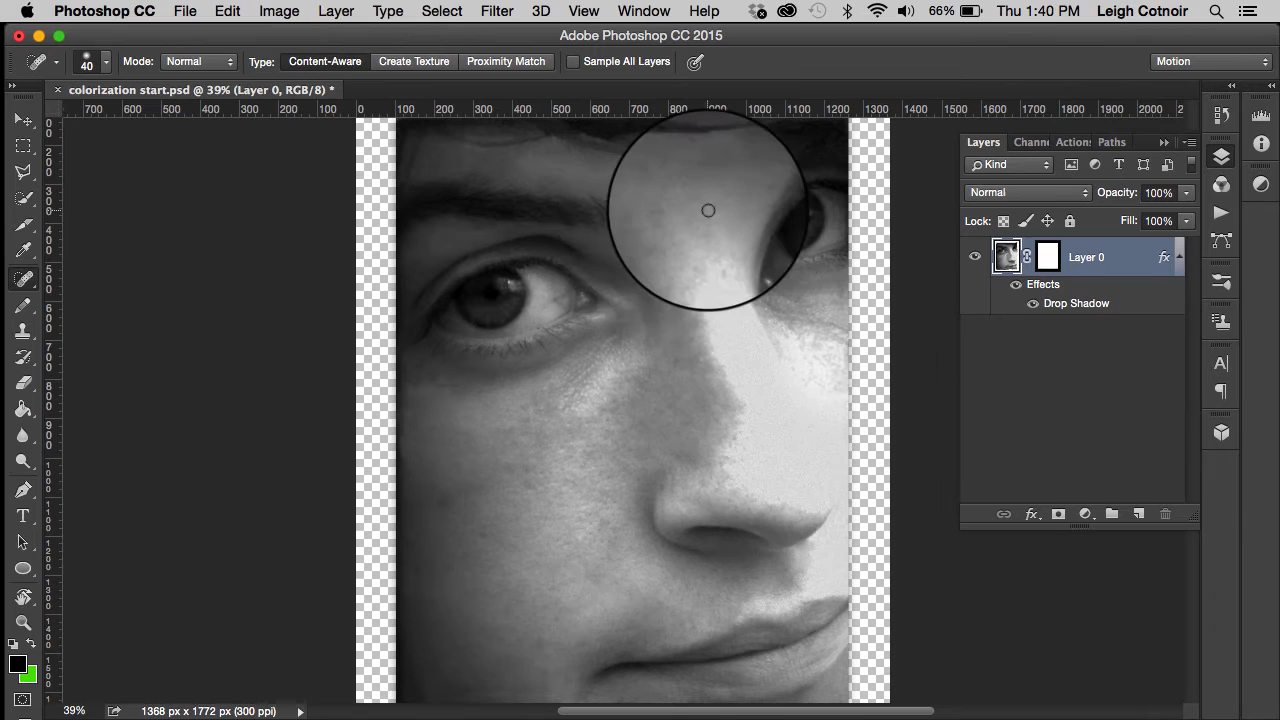 Photoshop CC File Edit Image Layer Type Select Filter 3D View Window Help 66% Thu 1:40 PM Leigh Cotnoir
Adobe Photoshop CC 2015
40 Mode: Normal Type: Content-Aware Create Texture Proximity Match Sample All Layers Motion
× colorization start.psd @ 39% (Layer 0, RGB/8) *
700 600 500 400 300 200 100 0 100 200 300 400 500 600 700 800 900 1000 1100 1200 1300 1400 1500 1600 1700 1800 1900 2000 2
Layers Chann Actions Paths
Kind
Normal Opacity: 100%
Lock: Fill: 100%
Layer 0 fx
Effects
Drop Shadow
fx
39% 1368 px x 1772 px (300 ppi)